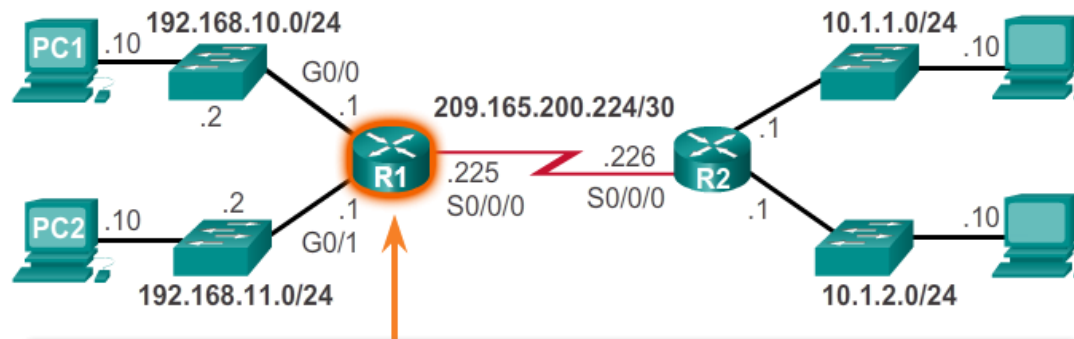 192.168.10.0/24
10.1.1.0/24
PC1
.10
.10
G0/0
.2
.1
209.165.200.224/30
.1
R1
.225
S0/0/0
.226
S0/0/0
R2
PC2
.10
.2
.1
G0/1
.1
.10
192.168.11.0/24
10.1.2.0/24